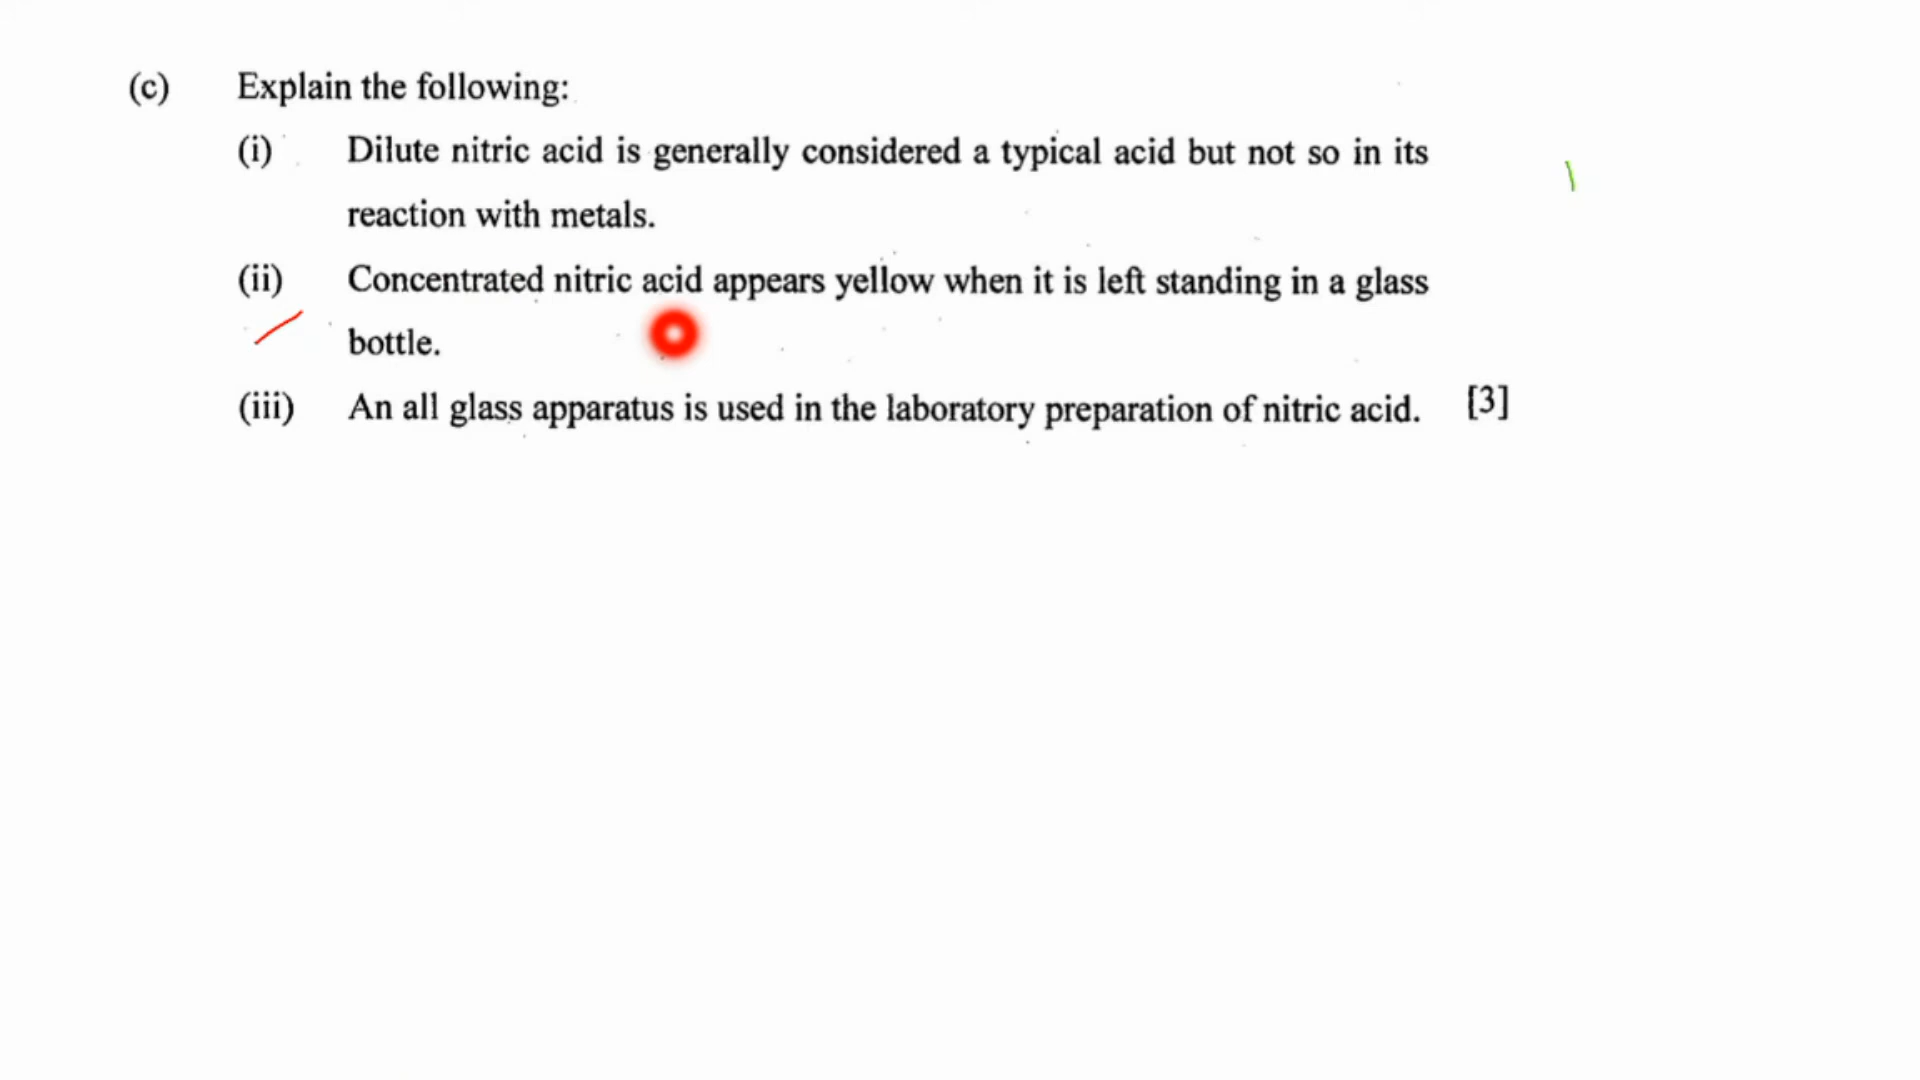 (c) Explain the following:
(i) Dilute nitric acid is generally considered a typical acid but not so in its
reaction with metals.
(ii) Concentrated nitric acid appears yellow when it is left standing in a glass
bottle.
(iii) An all glass apparatus is used in the laboratory preparation of nitric acid. [3]